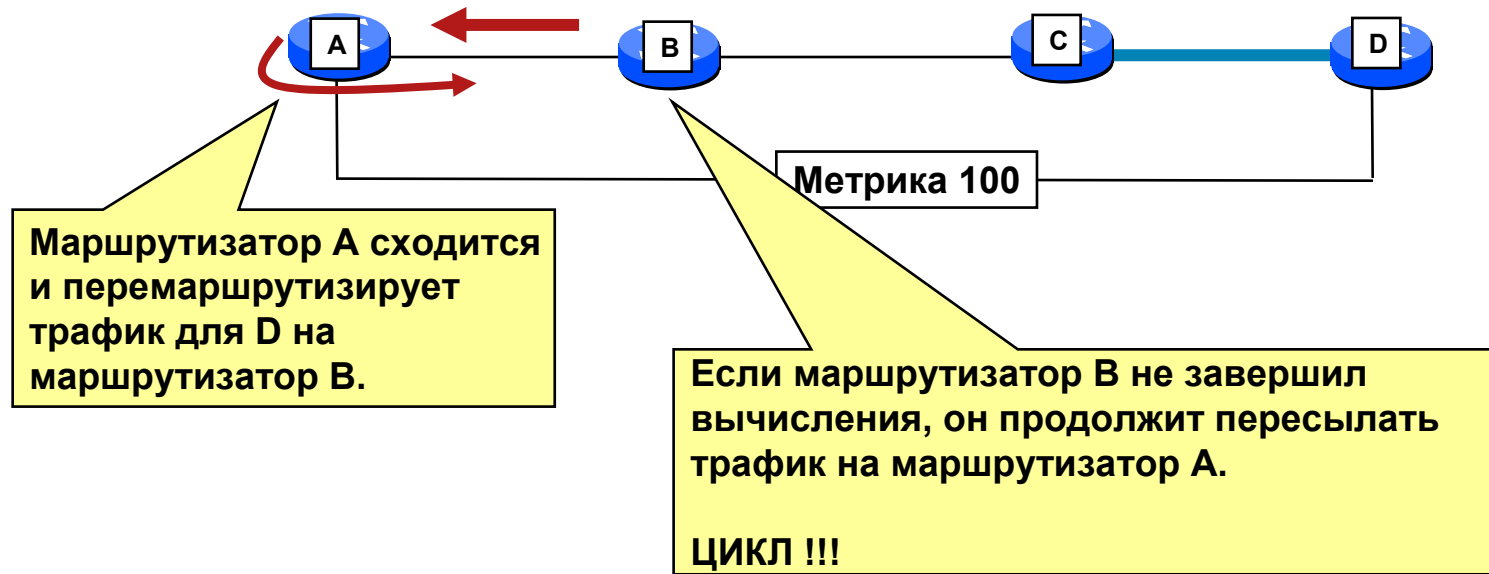 A
B
C
D
Метрика 100
Маршрутизатор A сходится
и перемаршрутизирует
трафик для D на
маршрутизатор B.
Если маршрутизатор B не завершил
вычисления, он продолжит пересылать
трафик на маршрутизатор A.
ЦИКЛ !!!